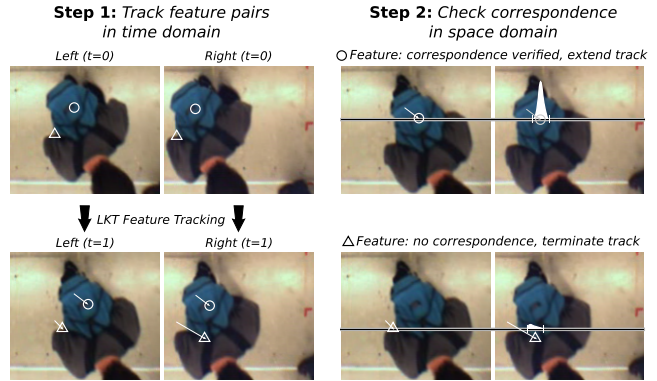 Step 1: Track feature pairs
in time domain
Left (t=0)
Right (t=0)
LKT Feature Tracking
Left (t=1)
Right (t=1)
Step 2: Check correspondence
in space domain
Feature: correspondence verified, extend track
Feature: no correspondence, terminate track